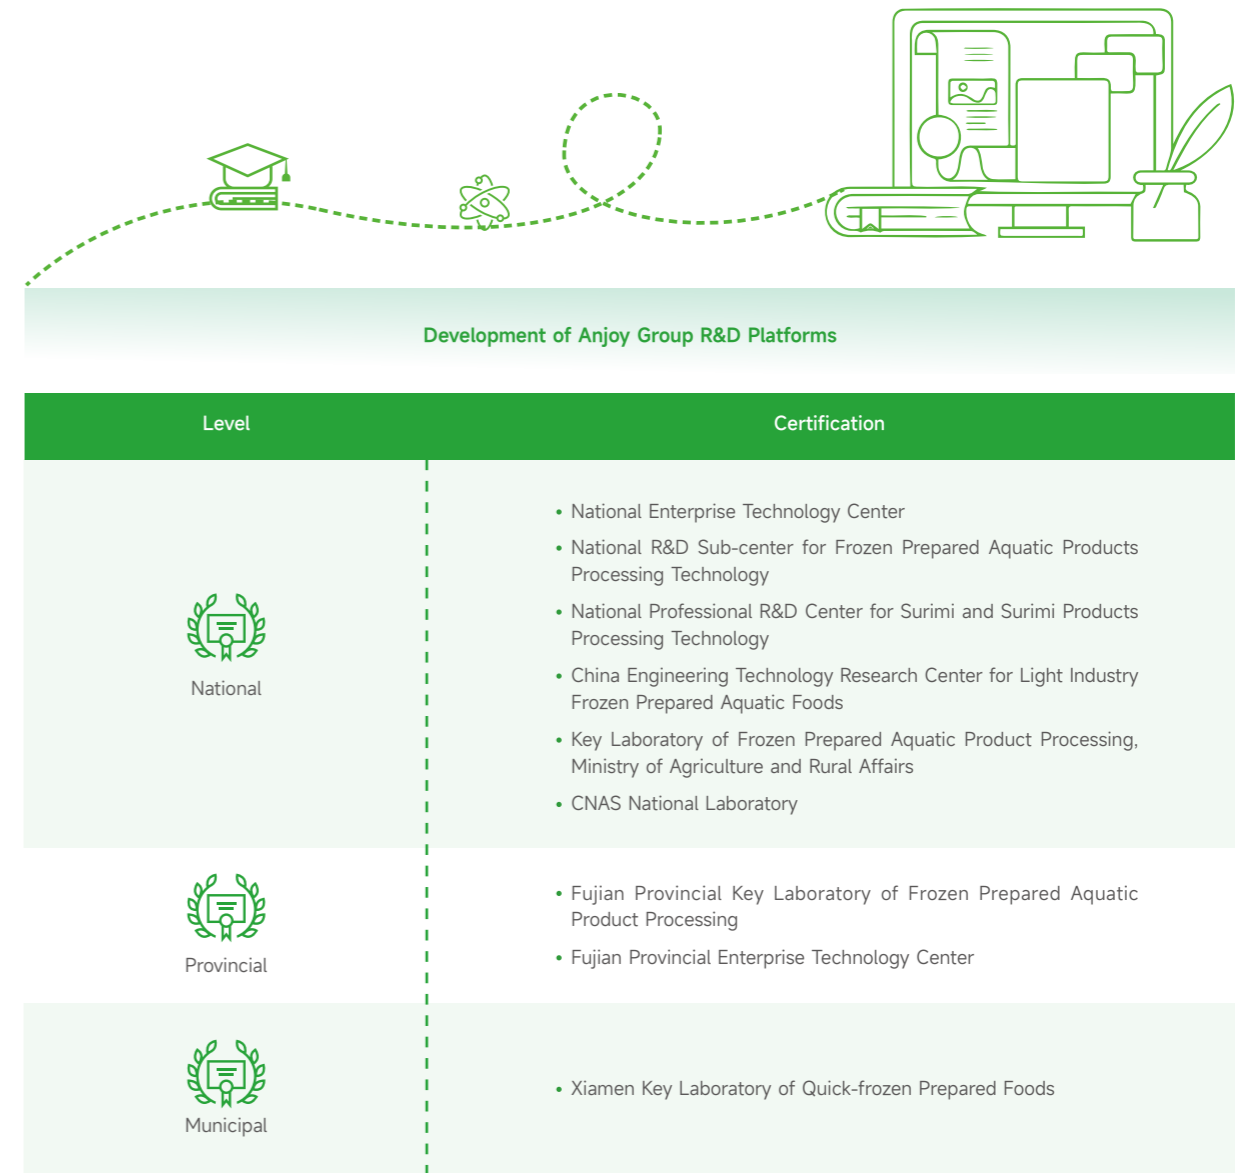 Development of Anjoy Group R&D Platforms
Level
Certification
National
• National Enterprise Technology Center
• National R&D Sub-center for Frozen Prepared Aquatic Products
Processing Technology
• National Professional R&D Center for Surimi and Surimi Products
Processing Technology
• China Engineering Technology Research Center for Light Industry
Frozen Prepared Aquatic Foods
• Key Laboratory of Frozen Prepared Aquatic Product Processing,
Ministry of Agriculture and Rural Affairs
• CNAS National Laboratory
Provincial
• Fujian Provincial Key Laboratory of Frozen Prepared Aquatic
Product Processing
• Fujian Provincial Enterprise Technology Center
Municipal
• Xiamen Key Laboratory of Quick-frozen Prepared Foods